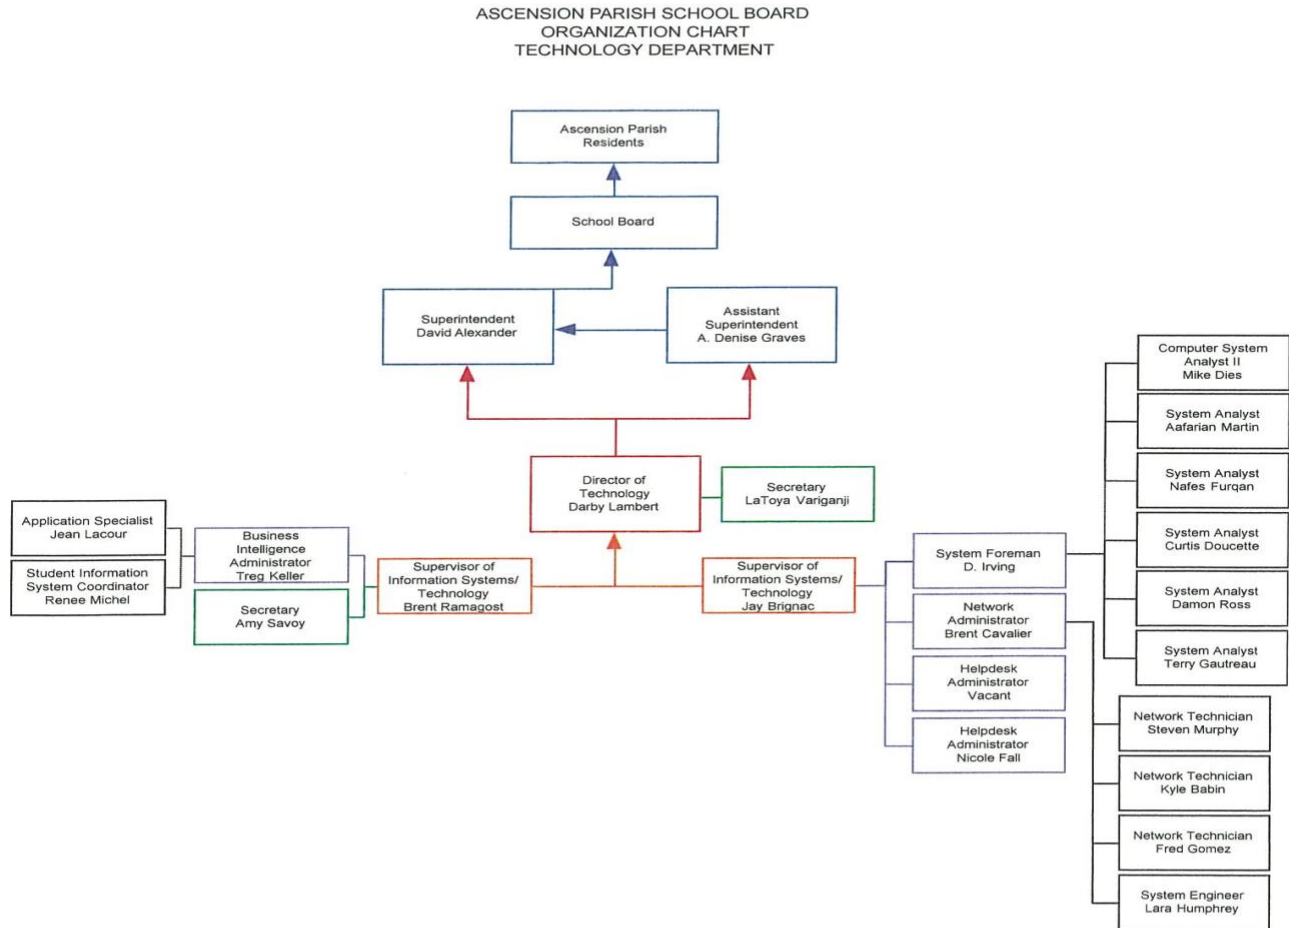 ASCENSION PARISH SCHOOL BOARD
ORGANIZATION CHART
TECHNOLOGY DEPARTMENT
Ascension Parish
Residents
School Board
Superintendent
David Alexander
Assistant
Superintendent
A. Denise Graves
Director of
Technology
Darby Lambert
Secretary
LaToya Variganji
Application Specialist
Jean Lacour
Student Information
System Coordinator
Renee Michel
Business
Intelligence
Administrator
Treg Keller
Secretary
Amy Savoy
Supervisor of
Information Systems/
Technology
Brent Ramagost
Supervisor of
Information Systems/
Technology
Jay Brignac
System Foreman
D. Irving
Network
Administrator
Brent Cavalier
Helpdesk
Administrator
Vacant
Helpdesk
Administrator
Nicole Fall
Computer System
Analyst II
Mike Dies
System Analyst
Aafarian Martin
System Analyst
Nafes Furqan
System Analyst
Curtis Doucette
System Analyst
Damon Ross
System Analyst
Terry Gautreau
Network Technician
Steven Murphy
Network Technician
Kyle Babin
Network Technician
Fred Gomez
System Engineer
Lara Humphrey